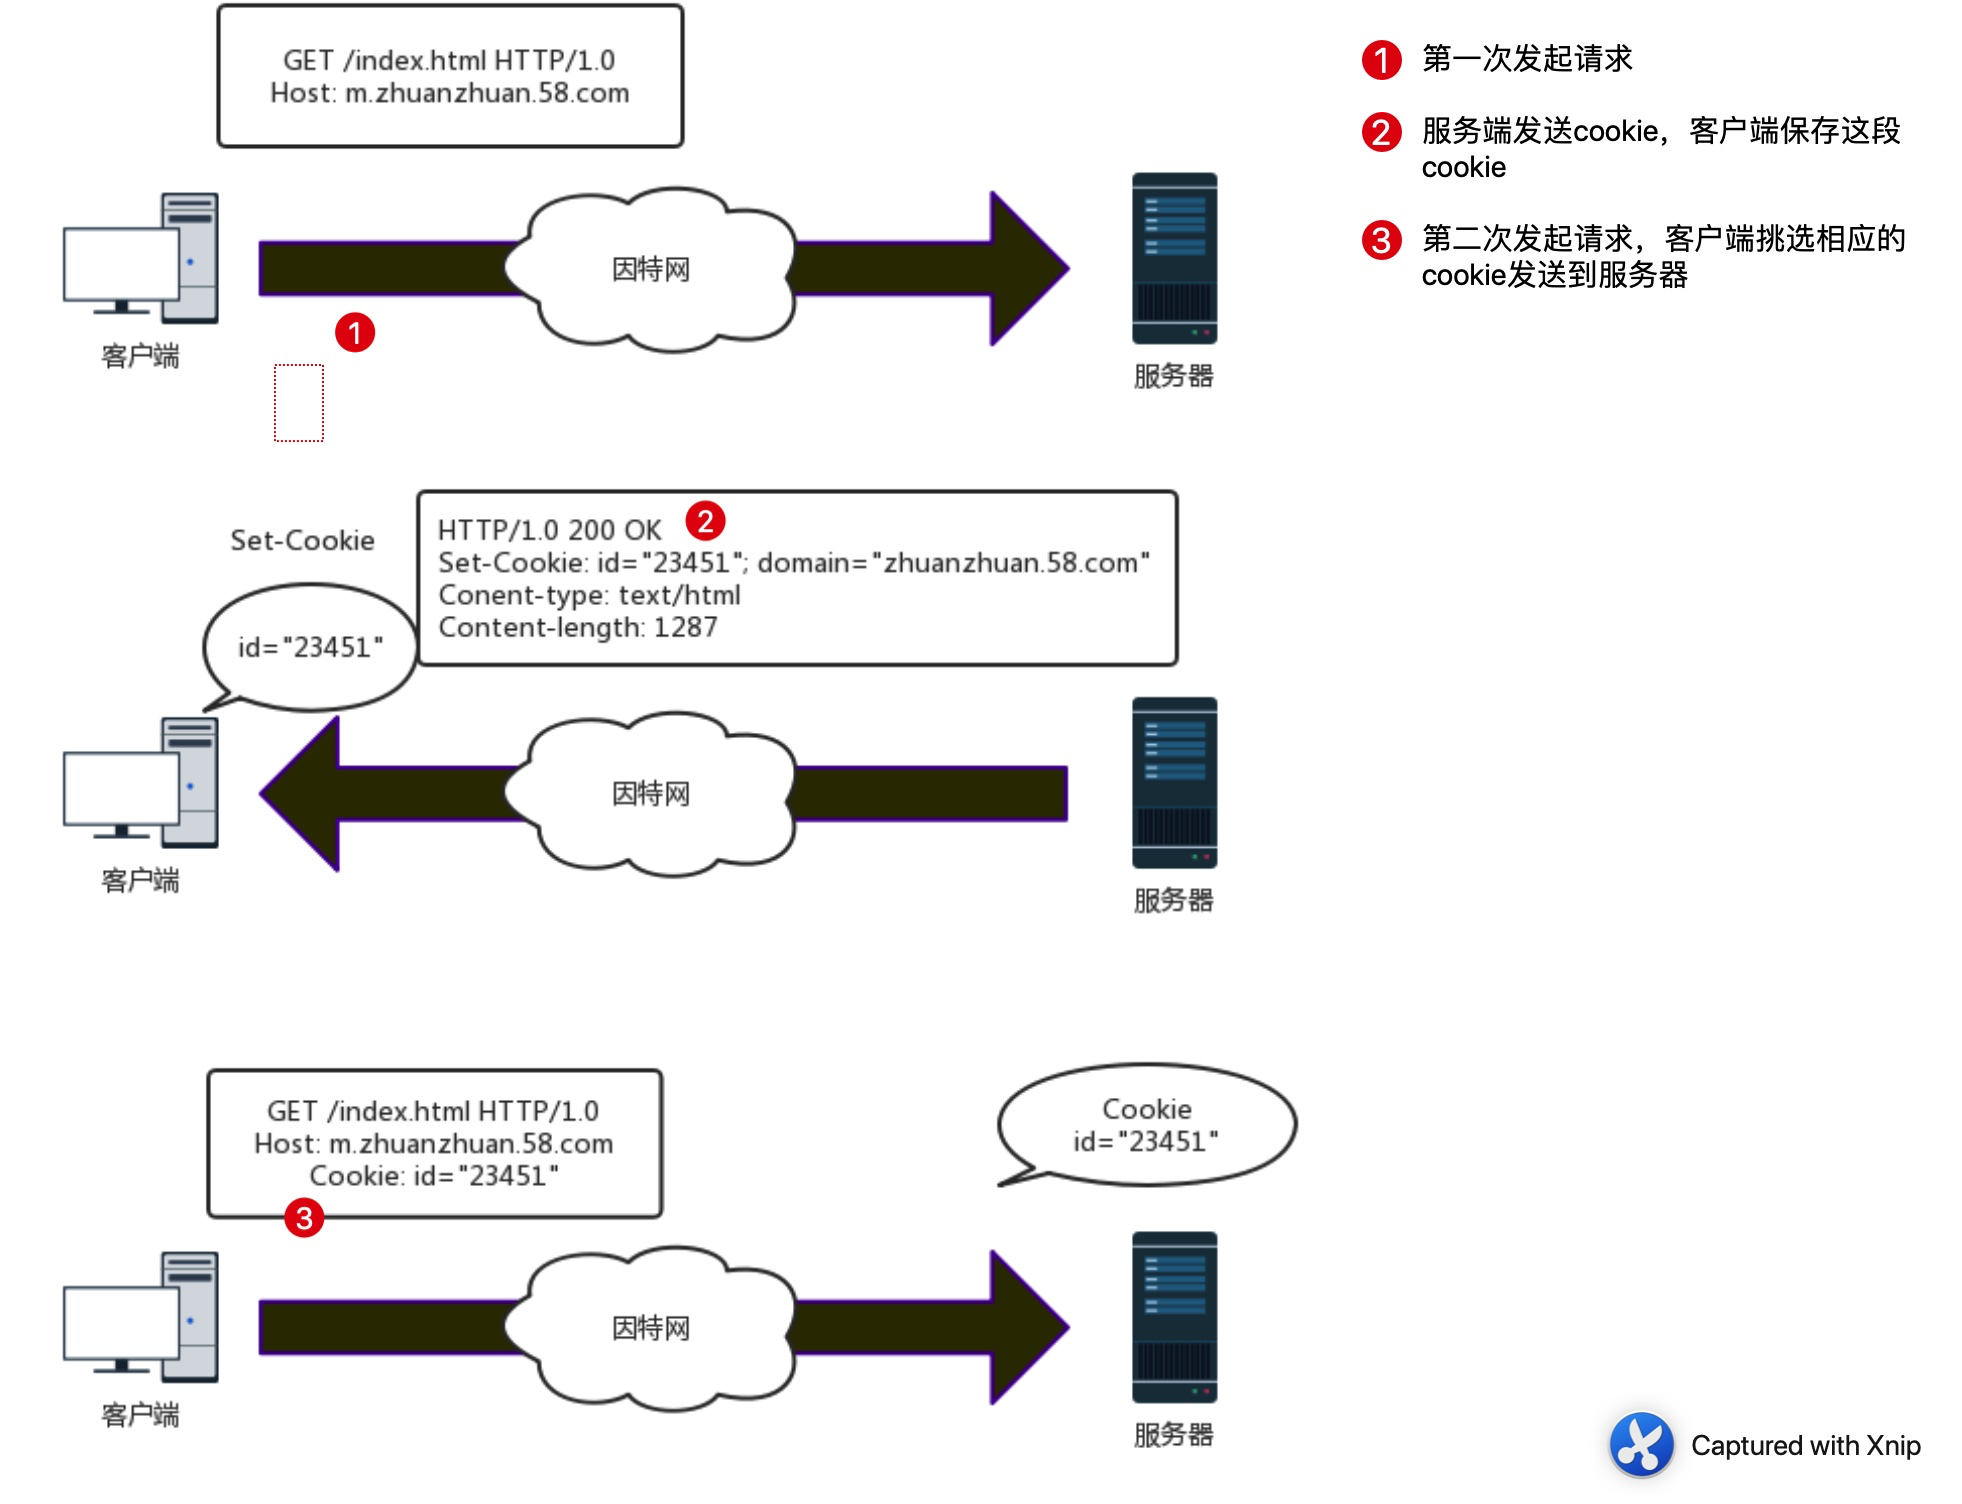 GET /index.html HTTP/1.0
Host: m.zhuanzhuan.58.com
因特网
1
客户端
服务器
1 第一次发起请求
2 服务端发送cookie，客户端保存这段
cookie
3 第二次发起请求，客户端挑选相应的
cookie发送到服务器
Set-Cookie
id="23451"
HTTP/1.0 200 OK 2
Set-Cookie: id="23451"; domain="zhuanzhuan.58.com"
Conent-type: text/html
Content-length: 1287
因特网
客户端
服务器
GET /index.html HTTP/1.0
Host: m.zhuanzhuan.58.com
Cookie: id="23451"
3
Cookie
id="23451"
因特网
客户端
服务器
Captured with Xnip